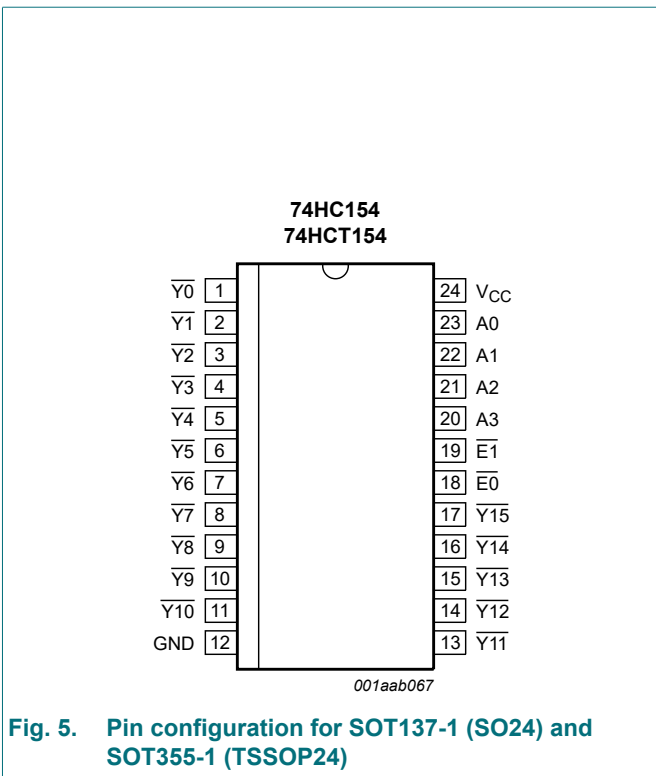 74HC154
74HCT154
Y0 1 24 VCC
Y1 2 23 A0
Y2 3 22 A1
Y3 4 21 A2
Y4 5 20 A3
Y5 6 19 E1
Y6 7 18 E0
Y7 8 17 Y15
Y8 9 16 Y14
Y9 10 15 Y13
Y10 11 14 Y12
GND 12 13 Y11
001aab067
Fig. 5. Pin configuration for SOT137-1 (SO24) and
SOT355-1 (TSSOP24)